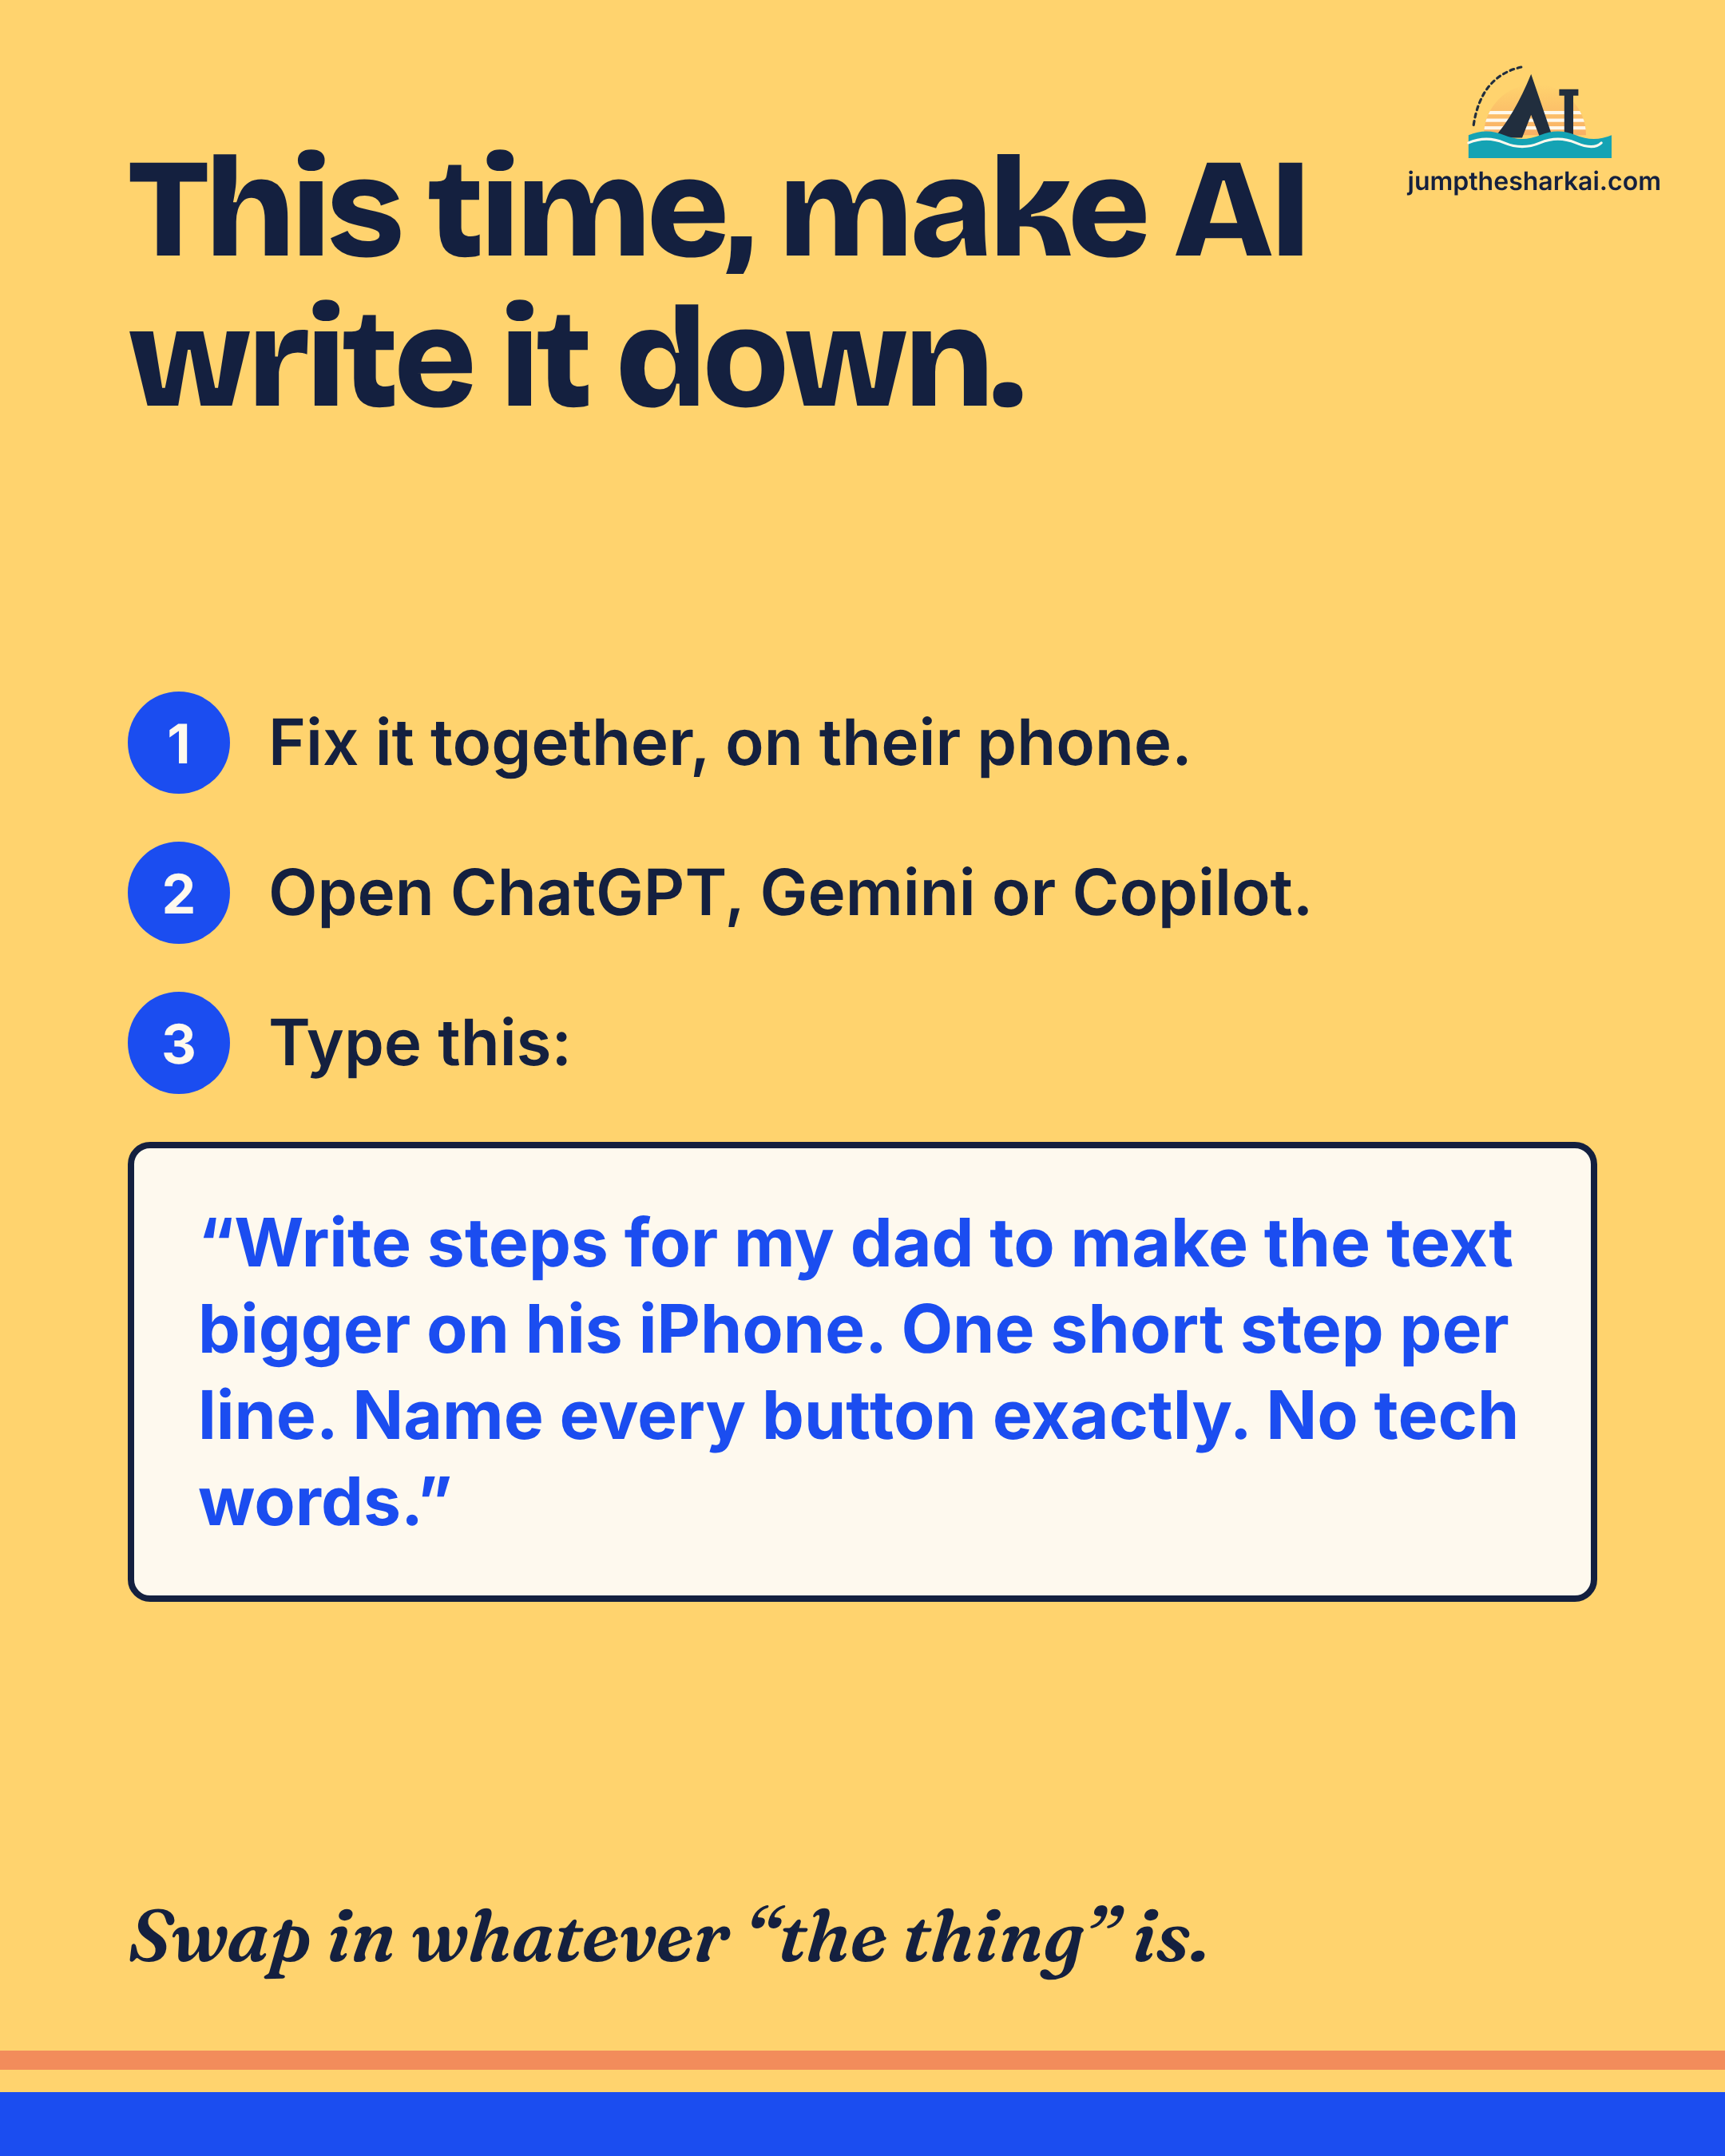 AI
jumpthesharkai.com
This time, make AI
write it down.
1 Fix it together, on their phone.
2 Open ChatGPT, Gemini or Copilot.
3 Type this:
“Write steps for my dad to make the text
bigger on his iPhone. One short step per
line. Name every button exactly. No tech
words.”
Swap in whatever “the thing” is.